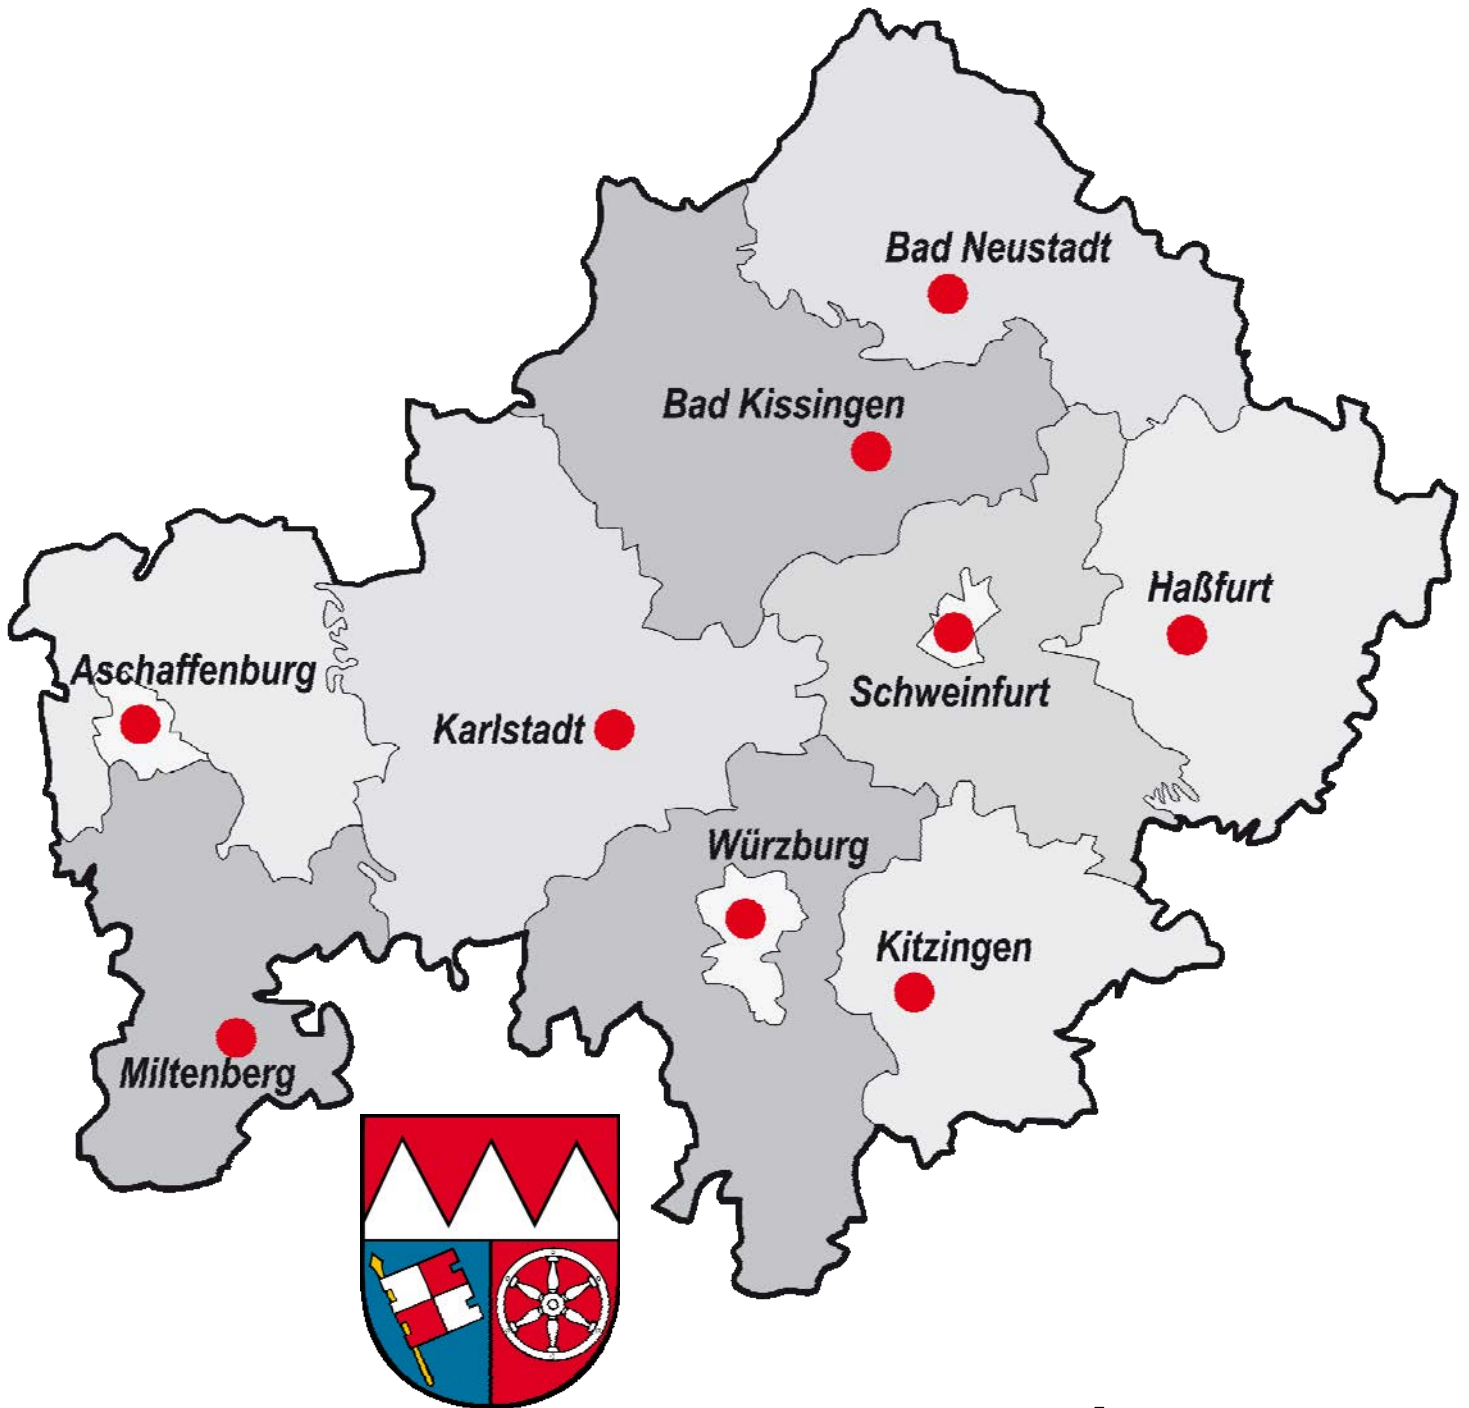 Bad Neustadt
Bad Kissingen
Haßfurt
Aschaffenburg
Schweinfurt
Karlstadt
Würzburg
Kitzingen
Miltenberg